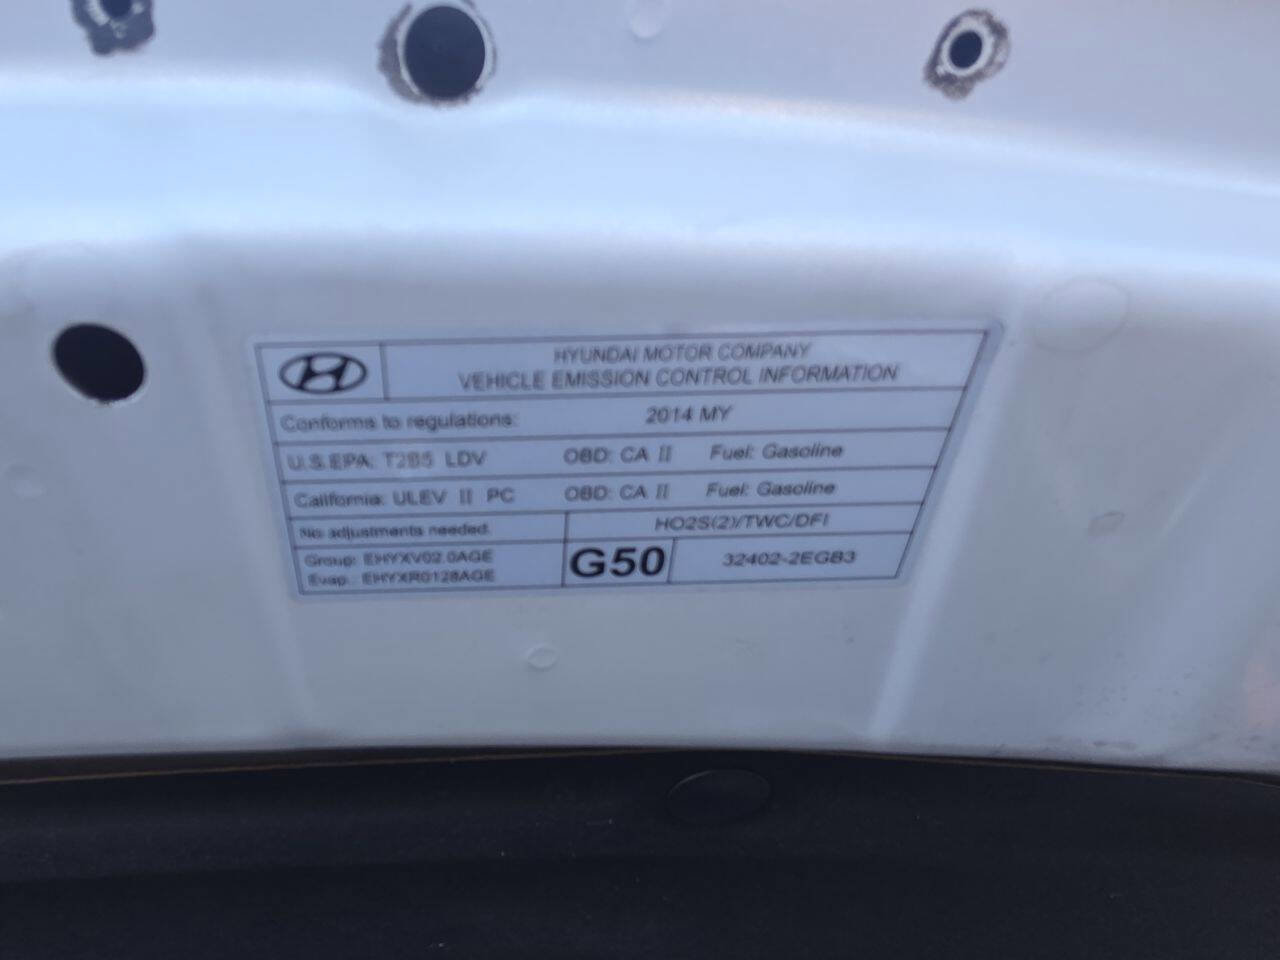 HYUNDAI MOTOR COMPANY
VEHICLE EMISSION CONTROL INFORMATION
Conforms to regulations: 2014 MY
U.S.EPA: T2B5 LDV OBD: CA II Fuel: Gasoline
California: ULEV II PC OBD: CA II Fuel: Gasoline
No adjustments needed. HO2S(2)/TWC/DFI
Group: EHYXV02.0AGE
Evap.: EHYXR0128AGE
G50 32402-2EGB3